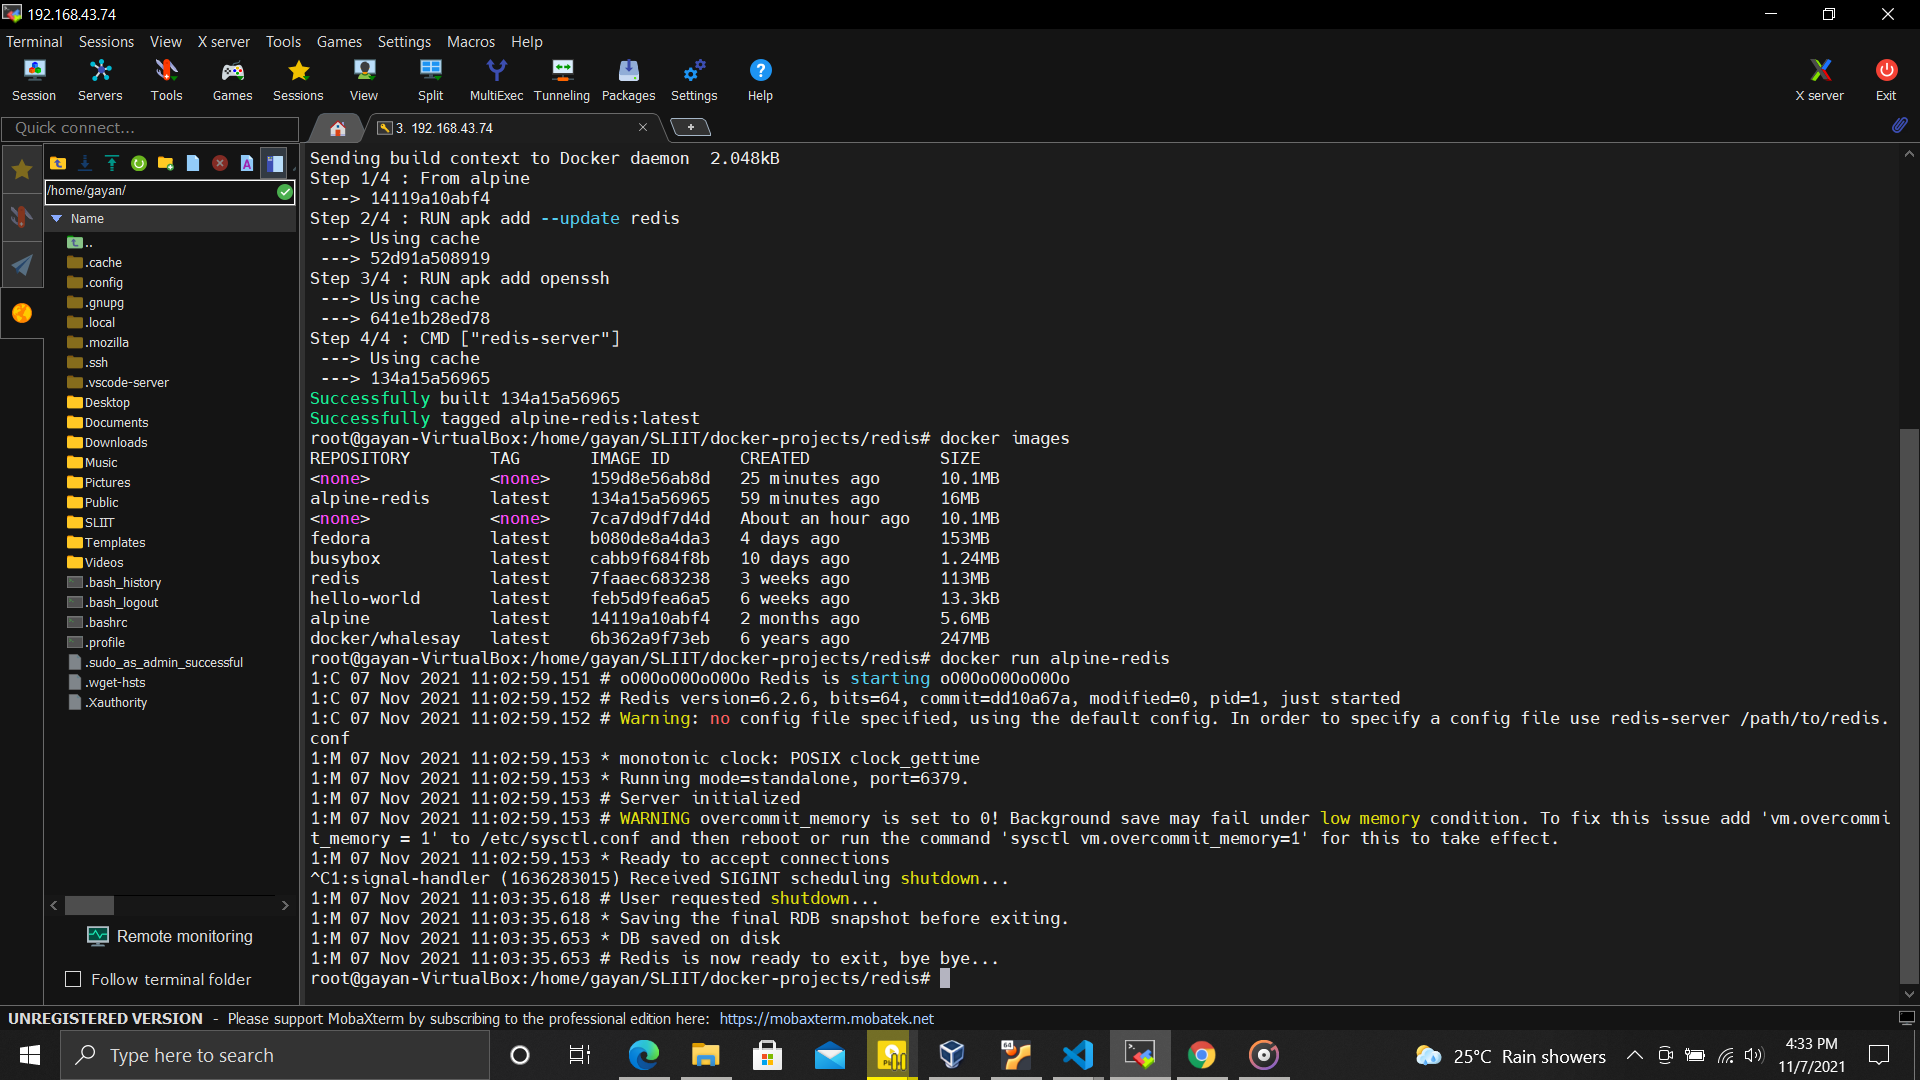 192.168.43.74
Terminal Sessions View X server Tools Games Settings Macros Help
Session Servers Tools Games Sessions View Split MultiExec Tunneling Packages Settings Help X server Exit
Quick connect...
3. 192.168.43.74
/home/gayan/
Name
..
.cache
.config
.gnupg
.local
.mozilla
.ssh
.vscode-server
Desktop
Documents
Downloads
Music
Pictures
Public
SLIIT
Templates
Videos
.bash_history
.bash_logout
.bashrc
.profile
.sudo_as_admin_successful
.wget-hsts
.Xauthority
Remote monitoring
Follow terminal folder
Sending build context to Docker daemon  2.048kB
Step 1/4 : From alpine
 ---> 14119a10abf4
Step 2/4 : RUN apk add --update redis
 ---> Using cache
 ---> 52d91a508919
Step 3/4 : RUN apk add openssh
 ---> Using cache
 ---> 641e1b28ed78
Step 4/4 : CMD ["redis-server"]
 ---> Using cache
 ---> 134a15a56965
Successfully built 134a15a56965
Successfully tagged alpine-redis:latest
root@gayan-VirtualBox:/home/gayan/SLIIT/docker-projects/redis# docker images
REPOSITORY        TAG       IMAGE ID       CREATED             SIZE
<none>            <none>    159d8e56ab8d   25 minutes ago      10.1MB
alpine-redis      latest    134a15a56965   59 minutes ago      16MB
<none>            <none>    7ca7d9df7d4d   About an hour ago   10.1MB
fedora            latest    b080de8a4da3   4 days ago          153MB
busybox           latest    cabb9f684f8b   10 days ago         1.24MB
redis             latest    7faaec683238   3 weeks ago         113MB
hello-world       latest    feb5d9fea6a5   6 weeks ago         13.3kB
alpine            latest    14119a10abf4   2 months ago        5.6MB
docker/whalesay   latest    6b362a9f73eb   6 years ago         247MB
root@gayan-VirtualBox:/home/gayan/SLIIT/docker-projects/redis# docker run alpine-redis
1:C 07 Nov 2021 11:02:59.151 # oO0OoO0OoO0Oo Redis is starting oO0OoO0OoO0Oo
1:C 07 Nov 2021 11:02:59.152 # Redis version=6.2.6, bits=64, commit=dd10a67a, modified=0, pid=1, just started
1:C 07 Nov 2021 11:02:59.152 # Warning: no config file specified, using the default config. In order to specify a config file use redis-server /path/to/redis.
conf
1:M 07 Nov 2021 11:02:59.153 * monotonic clock: POSIX clock_gettime
1:M 07 Nov 2021 11:02:59.153 * Running mode=standalone, port=6379.
1:M 07 Nov 2021 11:02:59.153 # Server initialized
1:M 07 Nov 2021 11:02:59.153 # WARNING overcommit_memory is set to 0! Background save may fail under low memory condition. To fix this issue add 'vm.overcommi
t_memory = 1' to /etc/sysctl.conf and then reboot or run the command 'sysctl vm.overcommit_memory=1' for this to take effect.
1:M 07 Nov 2021 11:02:59.153 * Ready to accept connections
^C1:signal-handler (1636283015) Received SIGINT scheduling shutdown...
1:M 07 Nov 2021 11:03:35.618 # User requested shutdown...
1:M 07 Nov 2021 11:03:35.618 * Saving the final RDB snapshot before exiting.
1:M 07 Nov 2021 11:03:35.653 * DB saved on disk
1:M 07 Nov 2021 11:03:35.653 # Redis is now ready to exit, bye bye...
root@gayan-VirtualBox:/home/gayan/SLIIT/docker-projects/redis#
UNREGISTERED VERSION - Please support MobaXterm by subscribing to the professional edition here: https://mobaxterm.mobatek.net
Type here to search
25°C Rain showers
4:33 PM
11/7/2021